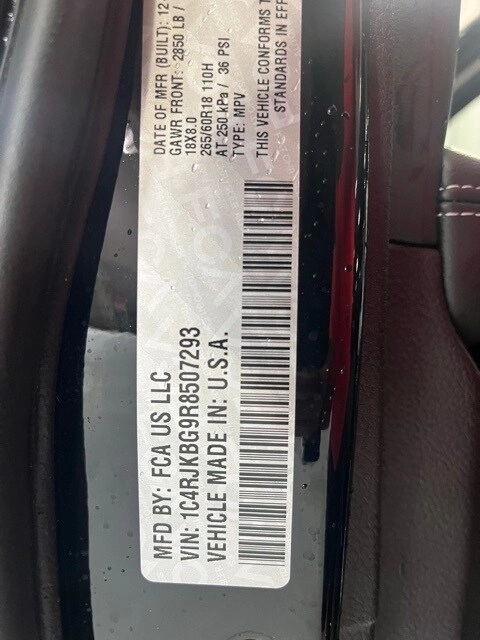 MFD BY: FCA US LLC
VIN: 1C4RJKBG9R8507293
VEHICLE MADE IN: U.S.A.
DATE OF MFR (BUILT): 12-
GAWR FRONT: 2850 LB /
18X8.0
265/60R18 110H
AT-250 kPa / 36 PSI
TYPE: MPV
THIS VEHICLE CONFORMS T
STANDARDS IN EFF